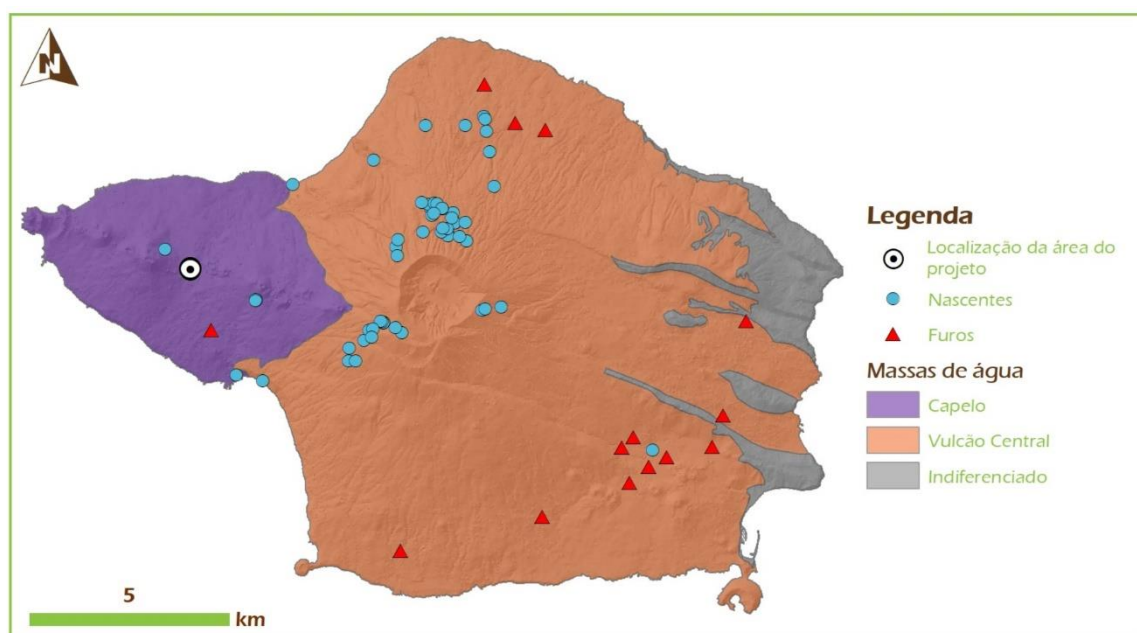 N
Legenda
Localização da área do
projeto
Nascentes
Furos
Massas de água
Capelo
Vulcão Central
Indiferenciado
5
km